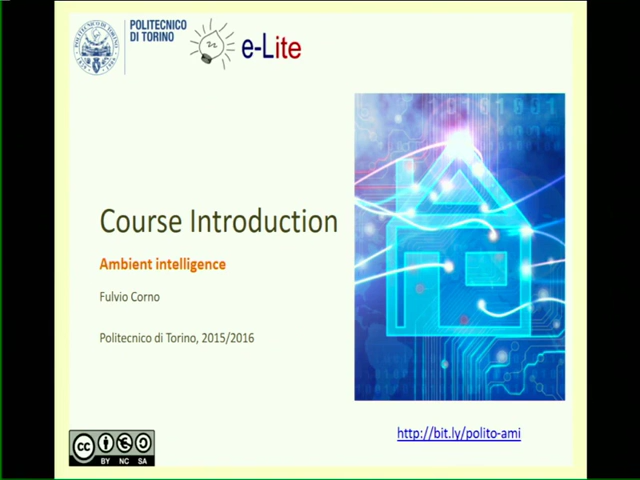 POLITECNICO
DI TORINO
e-Lite
Course Introduction
Ambient intelligence
Fulvio Corno
Politecnico di Torino, 2015/2016
http://bit.ly/polito-ami
cc
BY NC SA